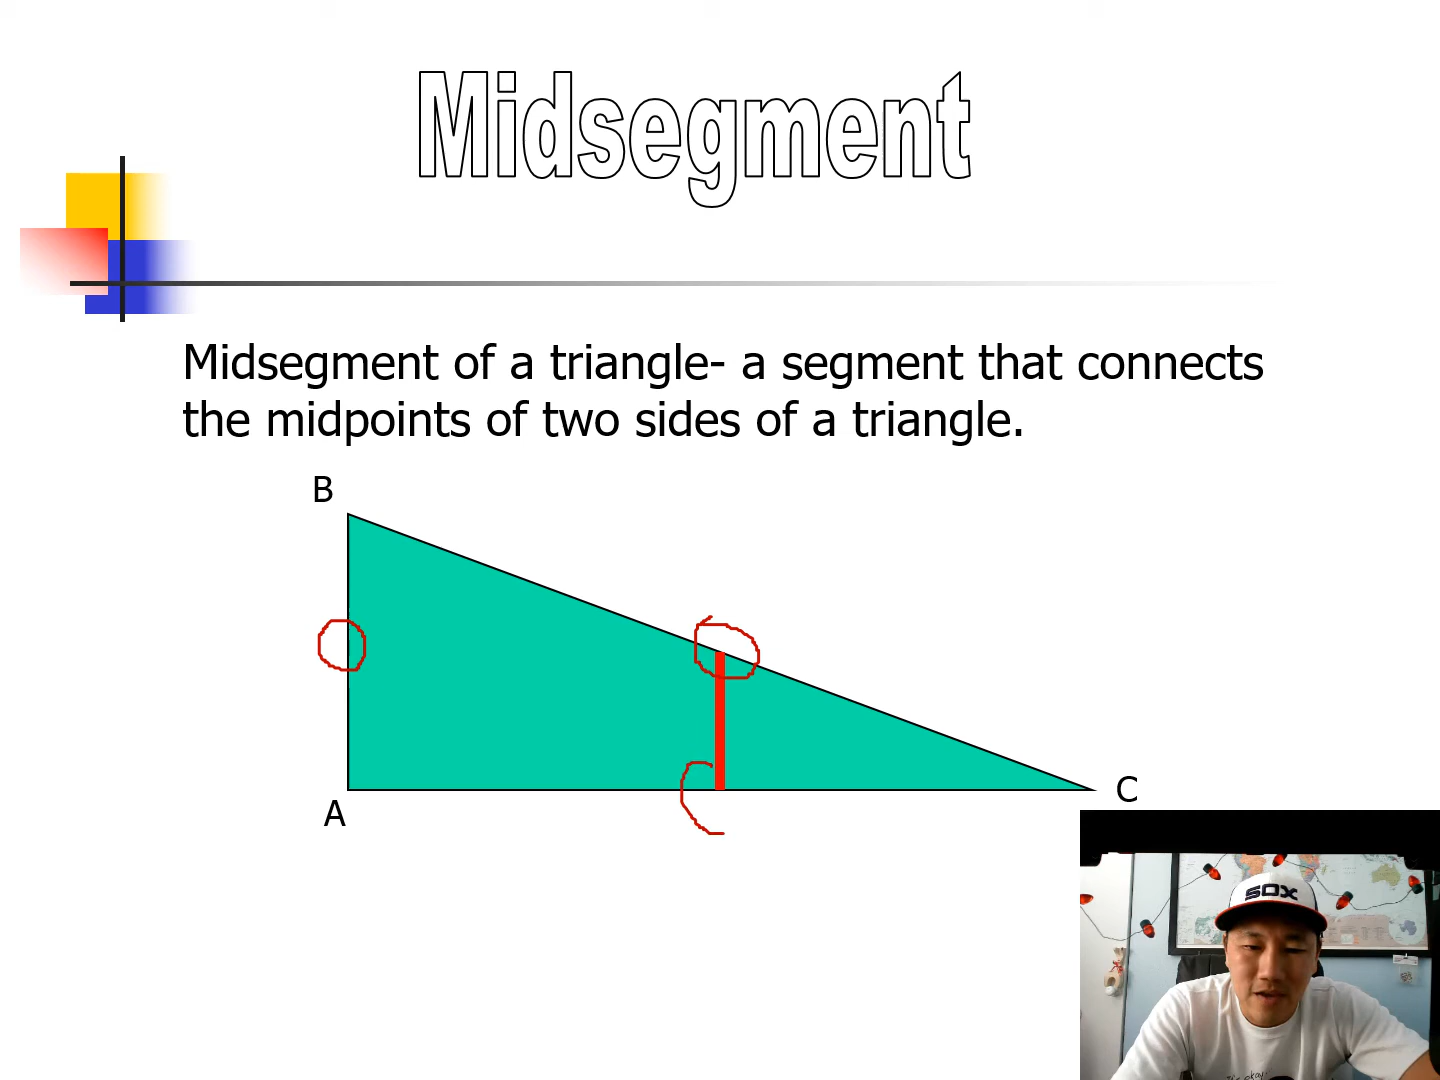 Midsegment
Midsegment of a triangle- a segment that connects
the midpoints of two sides of a triangle.
B
A
C
SOX